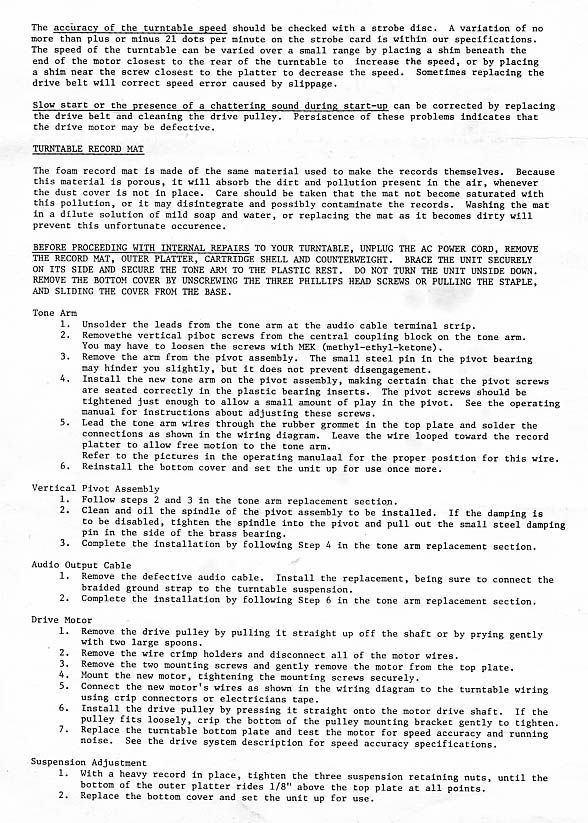 The accuracy of the turntable speed should be checked with a strobe disc.  A variation of no
more than plus or minus 21 dots per minute on the strobe card is within our specifications.
The speed of the turntable can be varied over a small range by placing a shim beneath the
end of the motor closest to the rear of the turntable to  increase the speed, or by placing
a shim near the screw closest to the platter to decrease the speed.  Sometimes replacing the
drive belt will correct speed error caused by slippage.
Slow start or the presence of a chattering sound during start-up can be corrected by replacing
the drive belt and cleaning the drive pulley.  Persistence of these problems indicates that
the drive motor may be defective.
TURNTABLE RECORD MAT
The foam record mat is made of the same material used to make the records themselves.  Because
this material is porous, it will absorb the dirt and pollution present in the air, whenever
the dust cover is not in place.  Care should be taken that the mat not become saturated with
this pollution, or it may disintegrate and possibly contaminate the records.  Washing the mat
in a dilute solution of mild soap and water, or replacing the mat as it becomes dirty will
prevent this unfortunate occurence.
BEFORE PROCEEDING WITH INTERNAL REPAIRS TO YOUR TURNTABLE, UNPLUG THE AC POWER CORD, REMOVE
THE RECORD MAT, OUTER PLATTER, CARTRIDGE SHELL AND COUNTERWEIGHT.  BRACE THE UNIT SECURELY
ON ITS SIDE AND SECURE THE TONE ARM TO THE PLASTIC REST.  DO NOT TURN THE UNIT UNSIDE DOWN.
REMOVE THE BOTTOM COVER BY UNSCREWING THE THREE PHILLIPS HEAD SCREWS OR PULLING THE STAPLE,
AND SLIDING THE COVER FROM THE BASE.
Tone Arm
1.  Unsolder the leads from the tone arm at the audio cable terminal strip.
2.  Removethe vertical pibot screws from the central coupling block on the tone arm.
You may have to loosen the screws with MEK (methyl-ethyl-ketone).
3.  Remove the arm from the pivot assembly.  The small steel pin in the pivot bearing
may hinder you slightly, but it does not prevent disengagement.
4.  Install the new tone arm on the pivot assembly, making certain that the pivot screws
are seated correctly in the plastic bearing inserts.  The pivot screws should be
tightened just enough to allow a small amount of play in the pivot.  See the operating
manual for instructions about adjusting these screws.
5.  Lead the tone arm wires through the rubber grommet in the top plate and solder the
connections as shown in the wiring diagram.  Leave the wire looped toward the record
platter to allow free motion to the tone arm.
Refer to the pictures in the operating manulaal for the proper position for this wire.
6.  Reinstall the bottom cover and set the unit up for use once more.
Vertical Pivot Assembly
1.  Follow steps 2 and 3 in the tone arm replacement section.
2.  Clean and oil the spindle of the pivot assembly to be installed.  If the damping is
to be disabled, tighten the spindle into the pivot and pull out the small steel damping
pin in the side of the brass bearing.
3.  Complete the installation by following Step 4 in the tone arm replacement section.
Audio Output Cable
1.  Remove the defective audio cable.  Install the replacement, being sure to connect the
braided ground strap to the turntable suspension.
2.  Complete the installation by following Step 6 in the tone arm replacement section.
Drive Motor
1.  Remove the drive pulley by pulling it straight up off the shaft or by prying gently
with two large spoons.
2.  Remove the wire crimp holders and disconnect all of the motor wires.
3.  Remove the two mounting screws and gently remove the motor from the top plate.
4.  Mount the new motor, tightening the mounting screws securely.
5.  Connect the new motor's wires as shown in the wiring diagram to the turntable wiring
using crip connectors or electricians tape.
6.  Install the drive pulley by pressing it straight onto the motor drive shaft.  If the
pulley fits loosely, crip the bottom of the pulley mounting bracket gently to tighten.
7.  Replace the turntable bottom plate and test the motor for speed accuracy and running
noise.  See the drive system description for speed accuracy specifications.
Suspension Adjustment
1.  With a heavy record in place, tighten the three suspension retaining nuts, until the
bottom of the outer platter rides 1/8" above the top plate at all points.
2.  Replace the bottom cover and set the unit up for use.